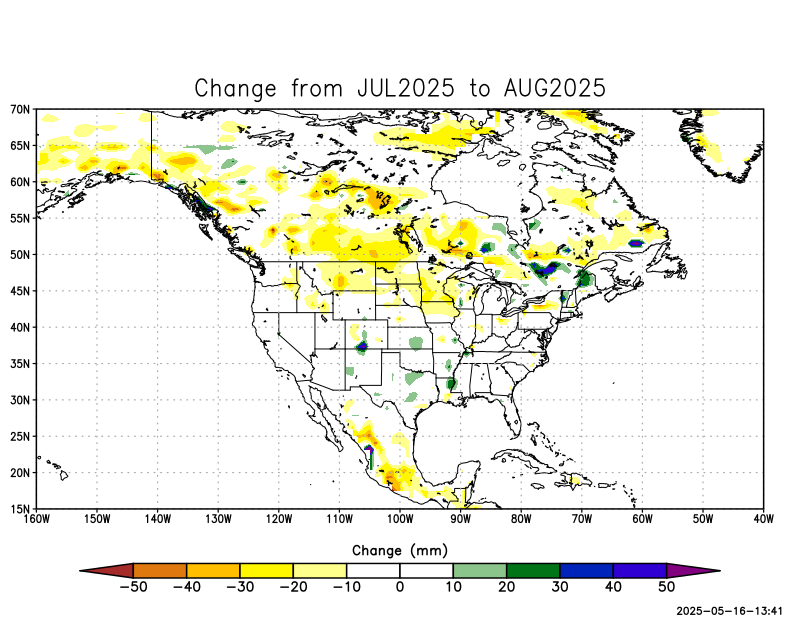 Change from JUL2025 to AUG2025
70N
65N
60N
55N
50N
45N
40N
35N
30N
25N
20N
15N
160W 150W 140W 130W 120W 110W 100W 90W 80W 70W 60W 50W 40W
Change (mm)
−50 −40 −30 −20 −10 0 10 20 30 40 50
2025-05-16-13:41